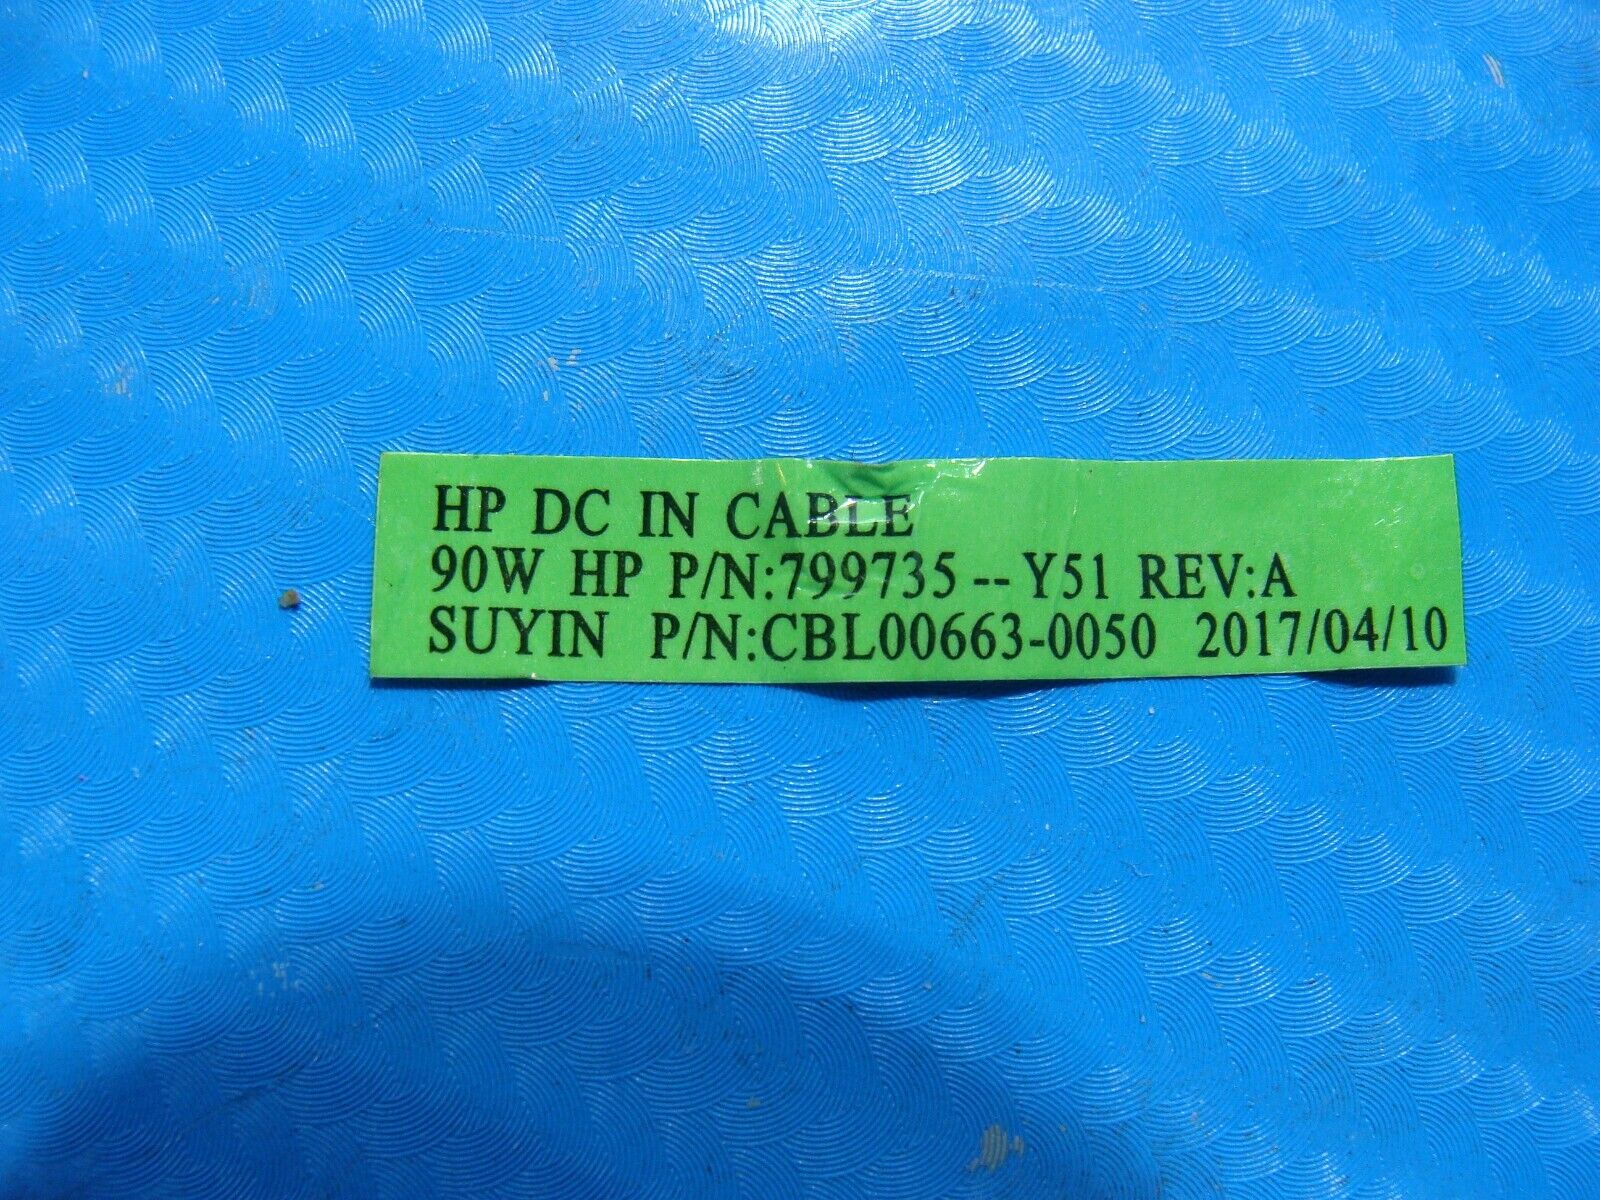 HP DC IN CABLE
90W HP P/N:799735--Y51 REV:A
SUYIN P/N:CBL00663-0050 2017/04/10